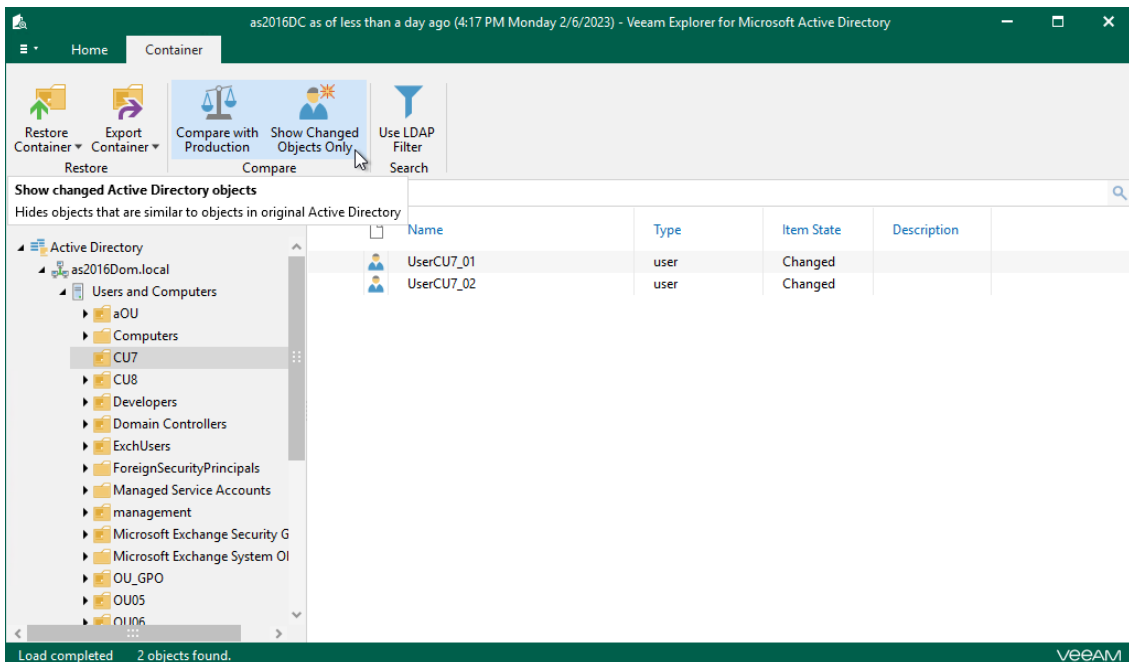 as2016DC as of less than a day ago (4:17 PM Monday 2/6/2023) - Veeam Explorer for Microsoft Active Directory
Home Container
Restore Container
Export Container
Compare with Production
Show Changed Objects Only
Use LDAP Filter
Restore Compare Search
Show changed Active Directory objects
Hides objects that are similar to objects in original Active Directory
Name Type Item State Description
UserCU7_01 user Changed
UserCU7_02 user Changed
Active Directory
as2016Dom.local
Users and Computers
aOU
Computers
CU7
CU8
Developers
Domain Controllers
ExchUsers
ForeignSecurityPrincipals
Managed Service Accounts
management
Microsoft Exchange Security G
Microsoft Exchange System
OU_GPO
OU05
OU06
Load completed 2 objects found. veeam